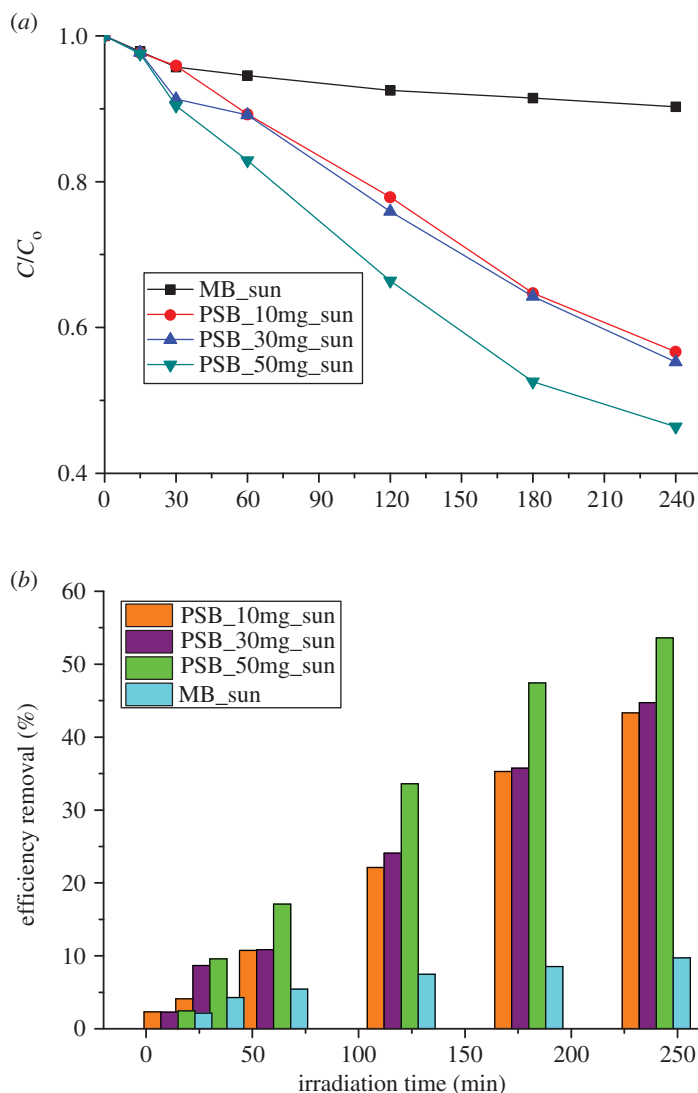 (a)
1.0
0.8
0.6
0.4
C/Co
MB_sun
PSB_10mg_sun
PSB_30mg_sun
PSB_50mg_sun
0 30 60 90 120 150 180 210 240
(b)
60
50
40
30
20
10
0
efficiency removal (%)
PSB_10mg_sun
PSB_30mg_sun
PSB_50mg_sun
MB_sun
0 50 100 150 200 250
irradiation time (min)